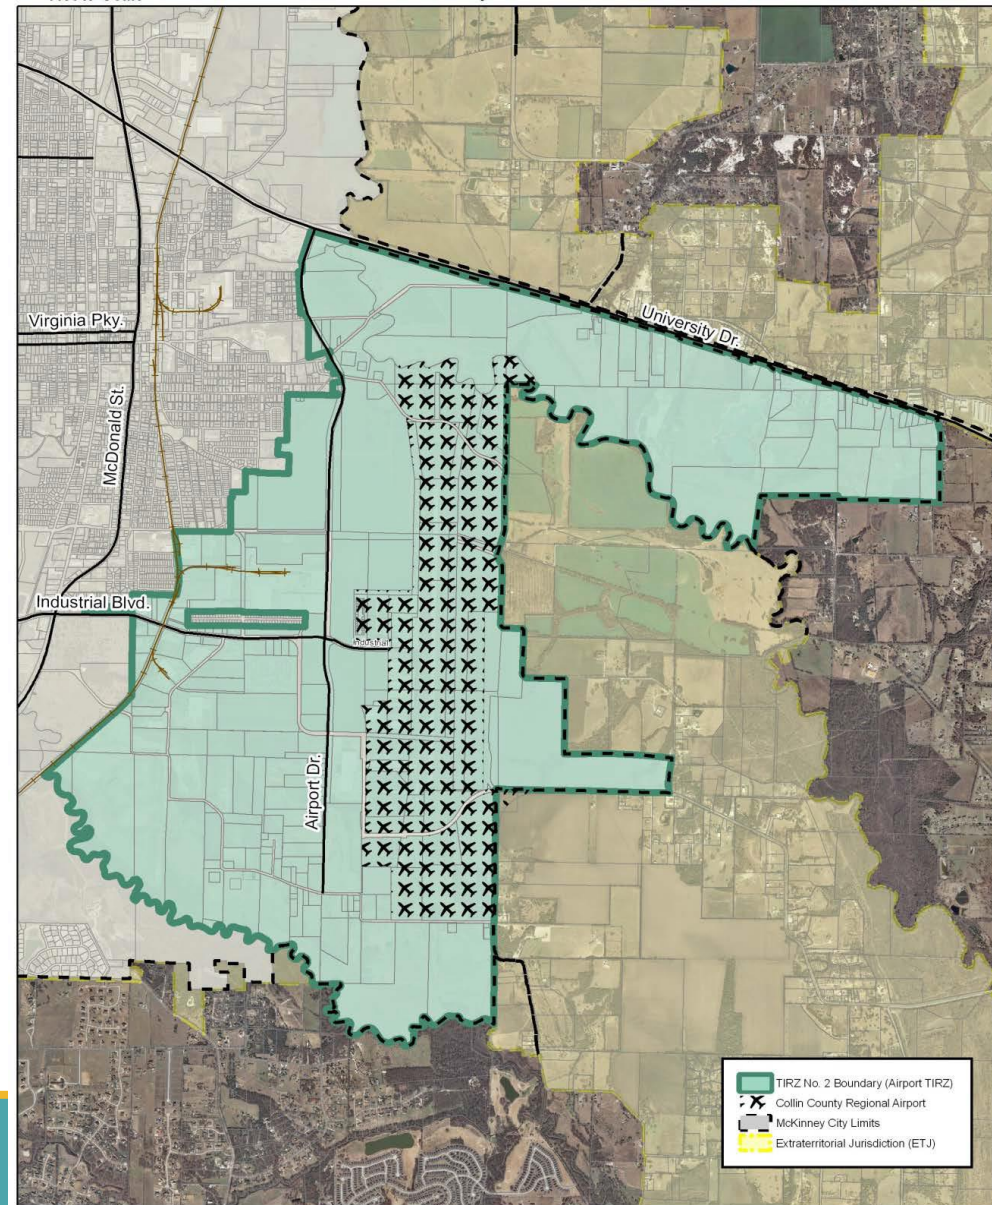 University Dr.
Virginia Pky.
McDonald St.
Industrial Blvd.
Industrial
Airport Dr.
TIRZ No. 2 Boundary (Airport TIRZ)
Collin County Regional Airport
McKinney City Limits
Extraterritorial Jurisdiction (ETJ)